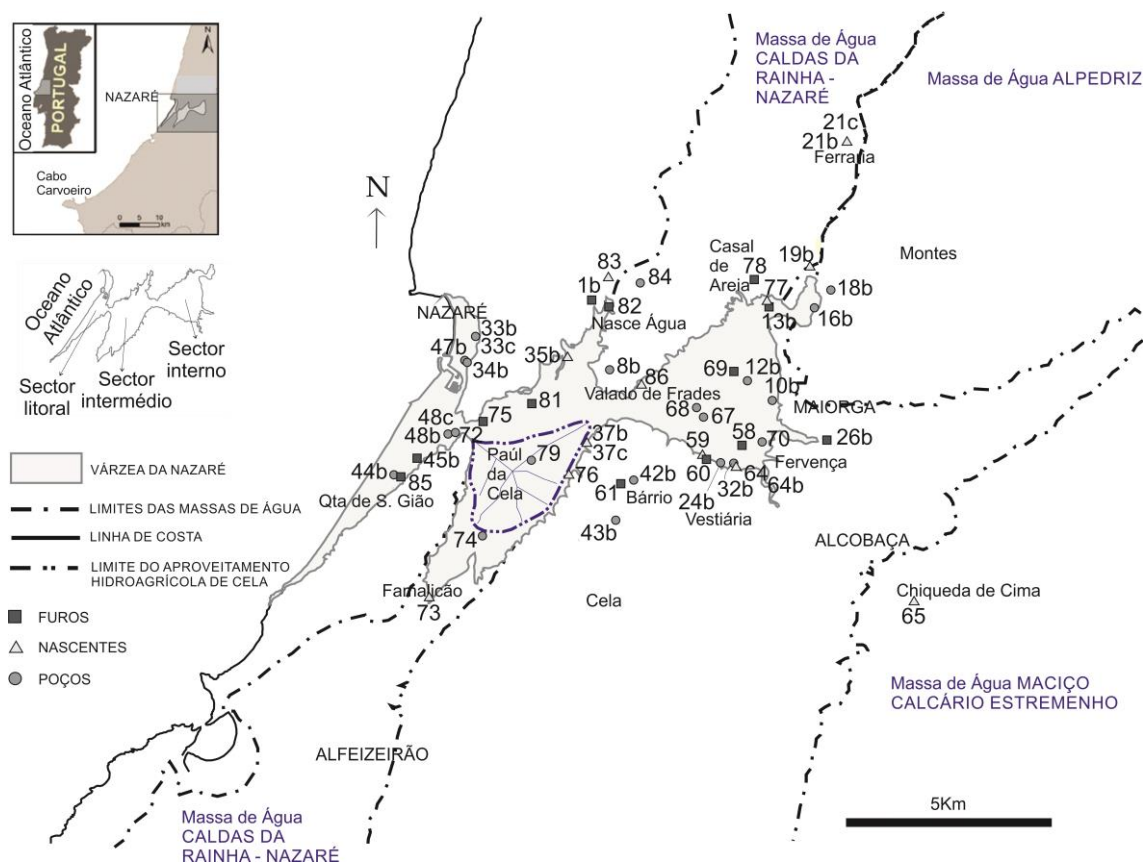 Oceano Atlântico
PORTUGAL
N
NAZARÉ
Cabo
Carvoeiro
0 5 10
km
Oceano
Atlântico
Sector
interno
Sector
litoral
Sector
intermédio
VÁRZEA DA NAZARÉ
LIMITES DAS MASSAS DE ÁGUA
LINHA DE COSTA
LIMITE DO APROVEITAMENTO
HIDROAGRÍCOLA DE CELA
FUROS
NASCENTES
POÇOS
N
Massa de Água
CALDAS DA
RAINHA -
NAZARÉ
Massa de Água ALPEDRIZ
21c
21b
Ferraria
Montes
19b
Casal
de
Areia
78
77
13b
18b
16b
83
84
1b
82
Nasce Água
NAZARÉ
33b
33c
47b
34b
35b
8b
86
Valado de Frades
69
12b
10b
68
67
MAIORGA
81
75
48c
72
48b
37b
37c
59
58
70
26b
Fervença
Paúl
da
Cela
79
44b
45b
85
Qta de S. Gião
76
61
42b
Bárrio
60
64
24b
32b
64b
Vestiária
43b
74
ALCOBAÇA
Famalicão
73
Cela
Chiqueda de Cima
65
Massa de Água MACIÇO
CALCÁRIO ESTREMENHO
ALFEIZEIRÃO
Massa de Água
CALDAS DA
RAINHA - NAZARÉ
5Km